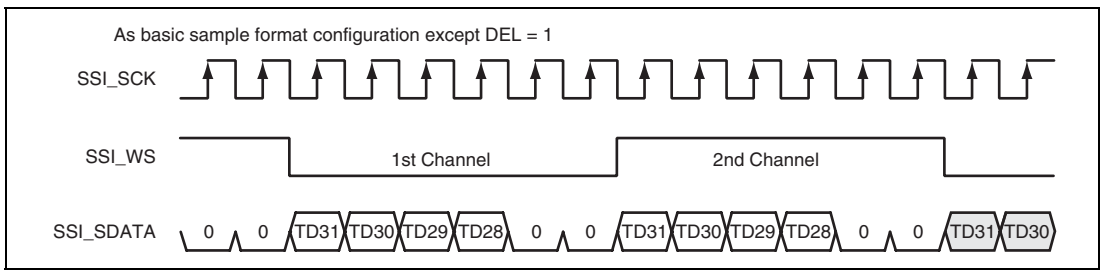 As basic sample format configuration except DEL = 1
SSI_SCK
SSI_WS 1st Channel 2nd Channel
SSI_SDATA 0 0 TD31 TD30 TD29 TD28 0 0 TD31 TD30 TD29 TD28 0 0 TD31 TD30